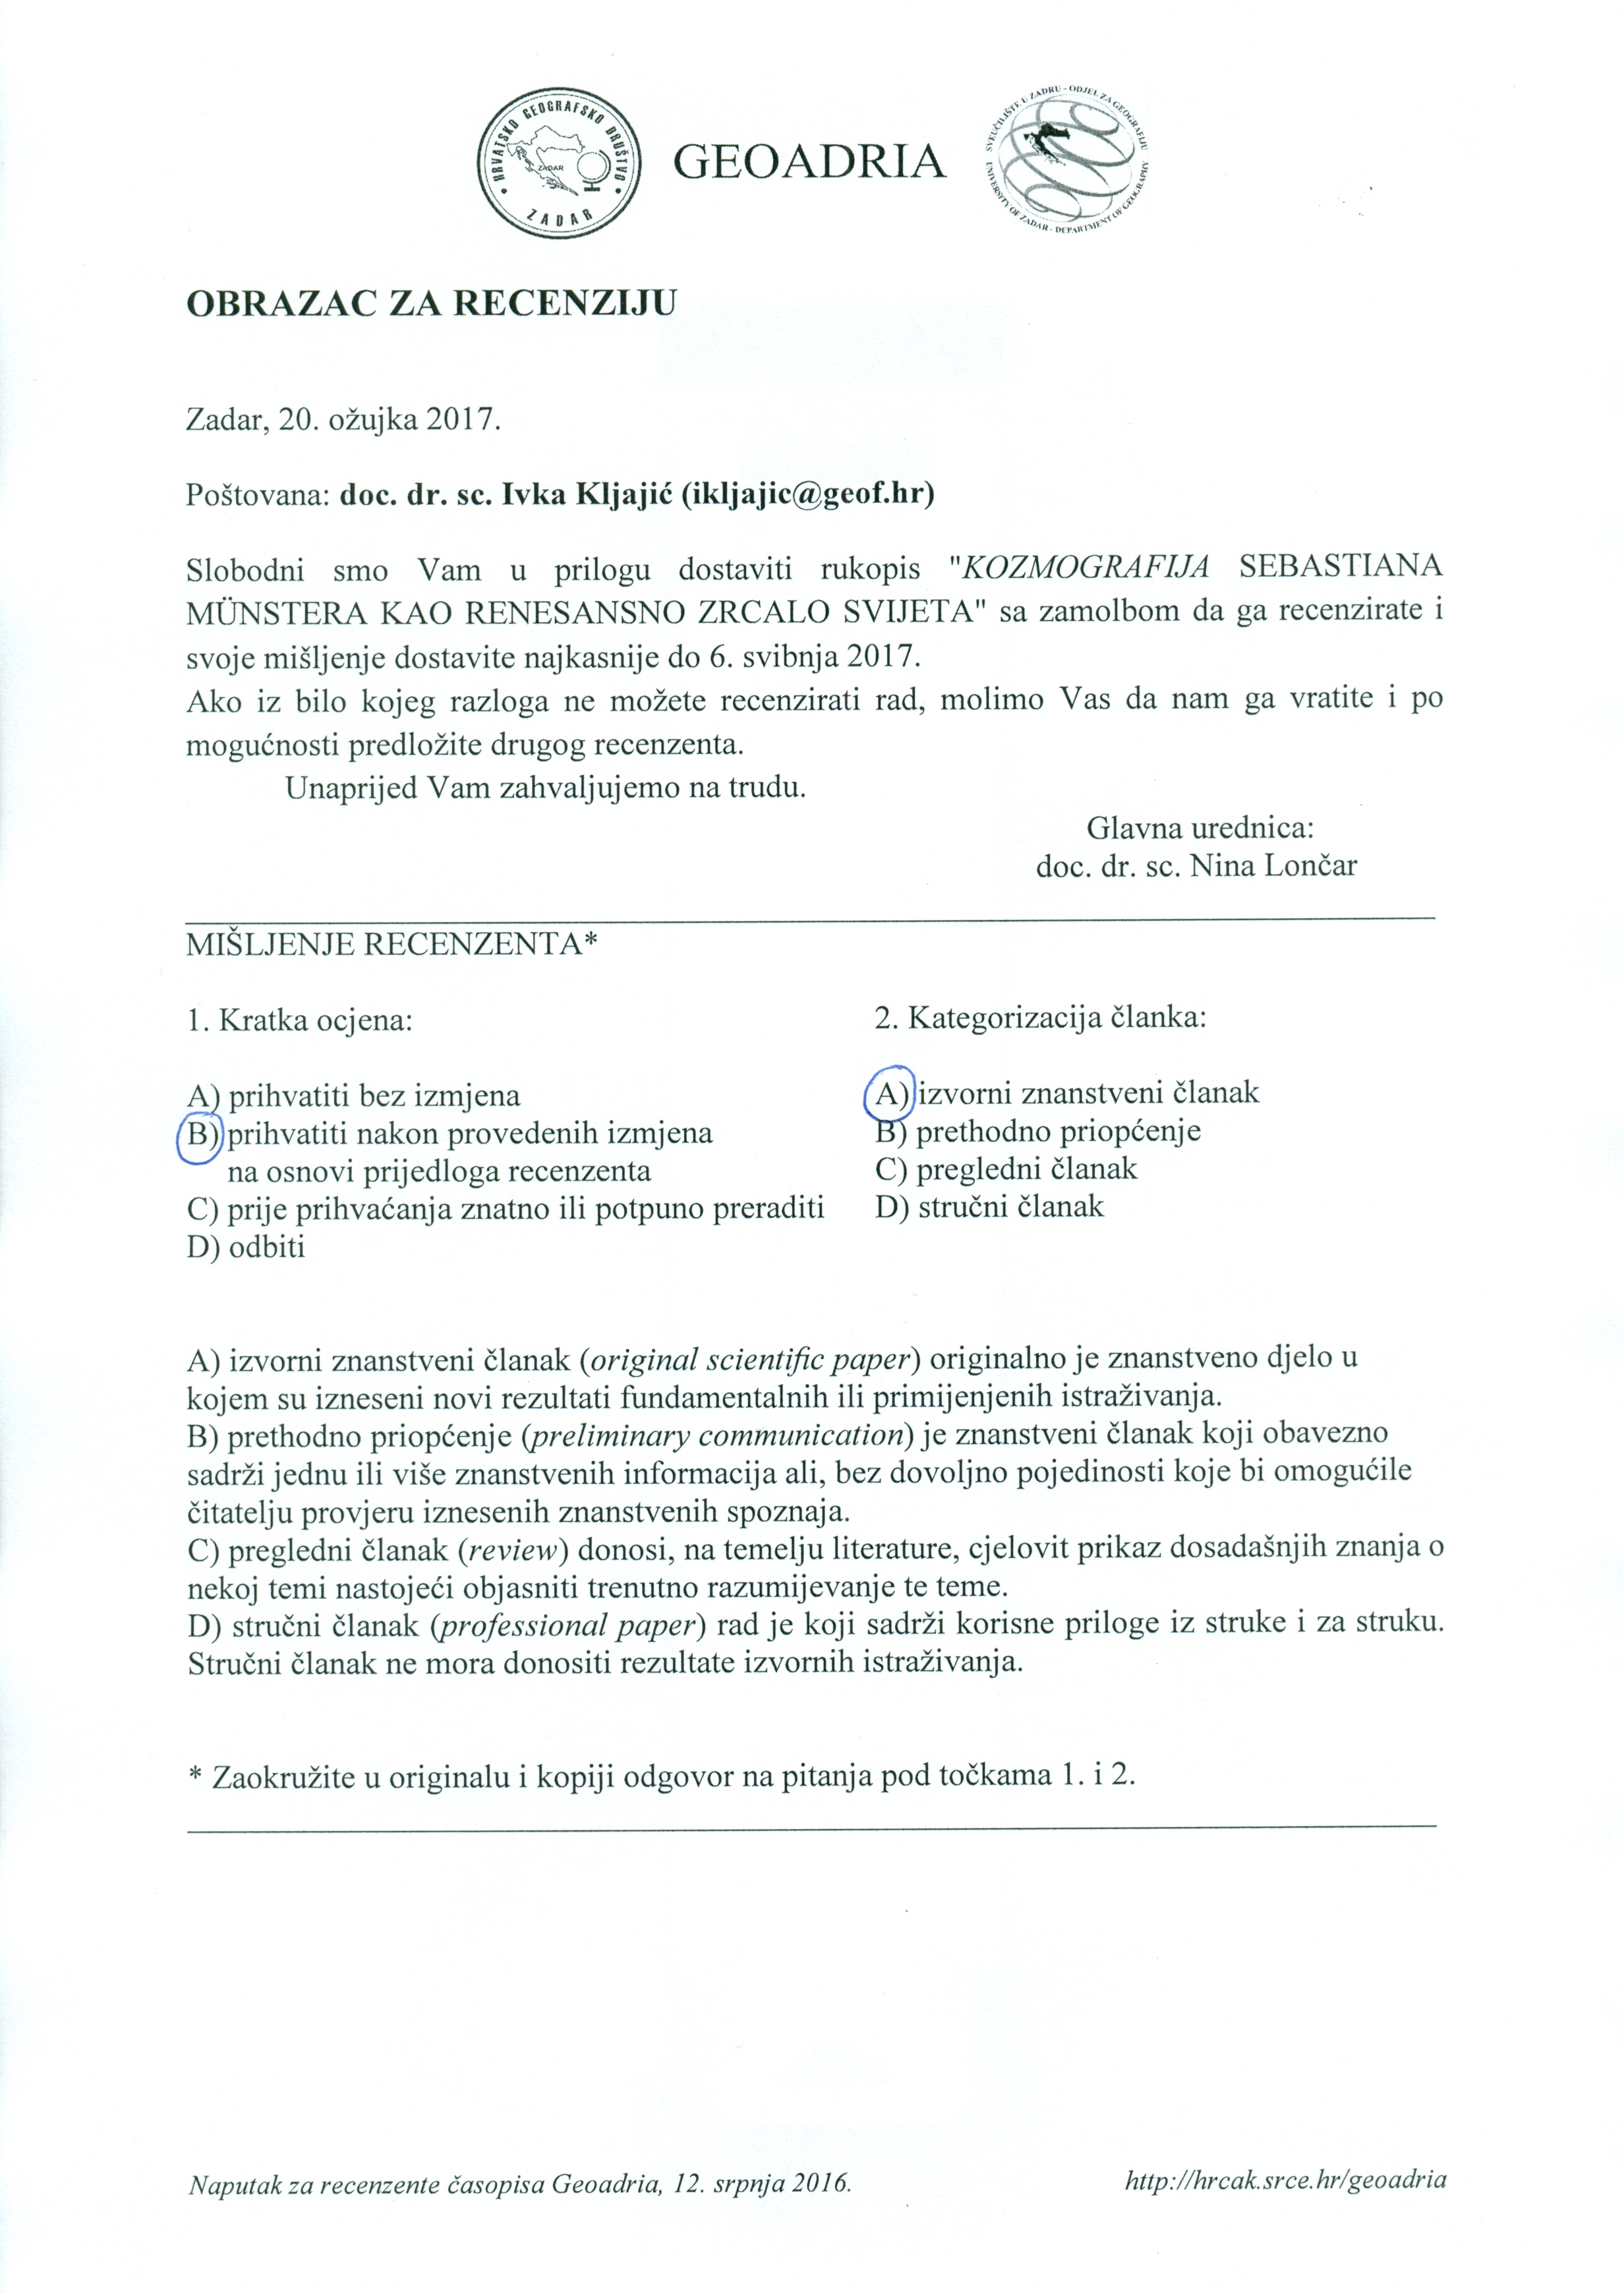 HRVATSKO GEOGRAFSKO DRUŠTVO
ZADAR
ZADAR
GEOADRIA
SVEUČILIŠTE U ZADRU - ODJEL ZA GEOGRAFIJU
UNIVERSITY OF ZADAR - DEPARTMENT OF GEOGRAPHY
OBRAZAC ZA RECENZIJU
Zadar, 20. ožujka 2017.
Poštovana: doc. dr. sc. Ivka Kljajić (ikljajic@geof.hr)
Slobodni smo Vam u prilogu dostaviti rukopis "KOZMOGRAFIJA SEBASTIANA
MÜNSTERA KAO RENESANSNO ZRCALO SVIJETA" sa zamolbom da ga recenzirate i
svoje mišljenje dostavite najkasnije do 6. svibnja 2017.
Ako iz bilo kojeg razloga ne možete recenzirati rad, molimo Vas da nam ga vratite i po
mogućnosti predložite drugog recenzenta.
Unaprijed Vam zahvaljujemo na trudu.
Glavna urednica:
doc. dr. sc. Nina Lončar
MIŠLJENJE RECENZENTA*
1. Kratka ocjena:
A) prihvatiti bez izmjena
B) prihvatiti nakon provedenih izmjena
na osnovi prijedloga recenzenta
C) prije prihvaćanja znatno ili potpuno preraditi
D) odbiti
2. Kategorizacija članka:
A) izvorni znanstveni članak
B) prethodno priopćenje
C) pregledni članak
D) stručni članak
A) izvorni znanstveni članak (original scientific paper) originalno je znanstveno djelo u
kojem su izneseni novi rezultati fundamentalnih ili primijenjenih istraživanja.
B) prethodno priopćenje (preliminary communication) je znanstveni članak koji obavezno
sadrži jednu ili više znanstvenih informacija ali, bez dovoljno pojedinosti koje bi omogućile
čitatelju provjeru iznesenih znanstvenih spoznaja.
C) pregledni članak (review) donosi, na temelju literature, cjelovit prikaz dosadašnjih znanja o
nekoj temi nastojeći objasniti trenutno razumijevanje te teme.
D) stručni članak (professional paper) rad je koji sadrži korisne priloge iz struke i za struku.
Stručni članak ne mora donositi rezultate izvornih istraživanja.
* Zaokružite u originalu i kopiji odgovor na pitanja pod točkama 1. i 2.
Naputak za recenzente časopisa Geoadria, 12. srpnja 2016.
http://hrcak.srce.hr/geoadria